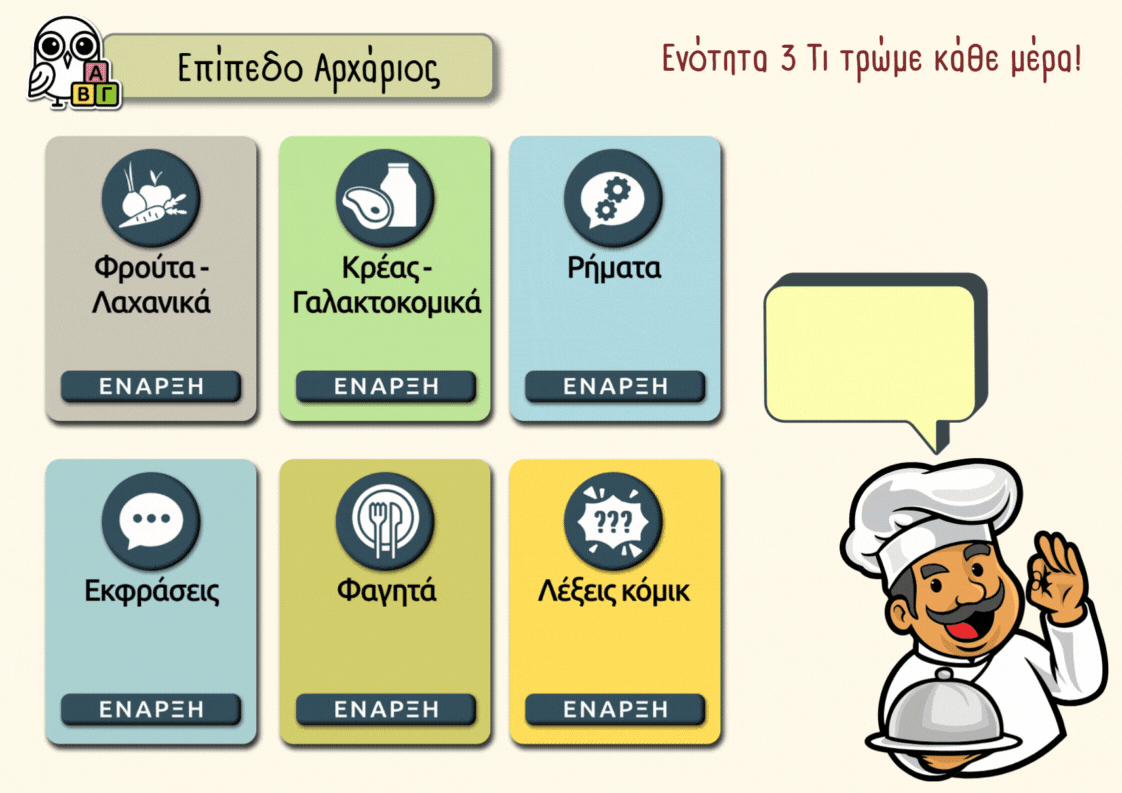 Α
Β Γ
Επίπεδο Αρχάριος
Ενότητα 3 Τι τρώμε κάθε μέρα!
Φρούτα -
Λαχανικά
ΕΝΑΡΞΗ
Κρέας -
Γαλακτοκομικά
ΕΝΑΡΞΗ
Ρήματα
ΕΝΑΡΞΗ
Εκφράσεις
ΕΝΑΡΞΗ
Φαγητά
ΕΝΑΡΞΗ
???
Λέξεις κόμικ
ΕΝΑΡΞΗ